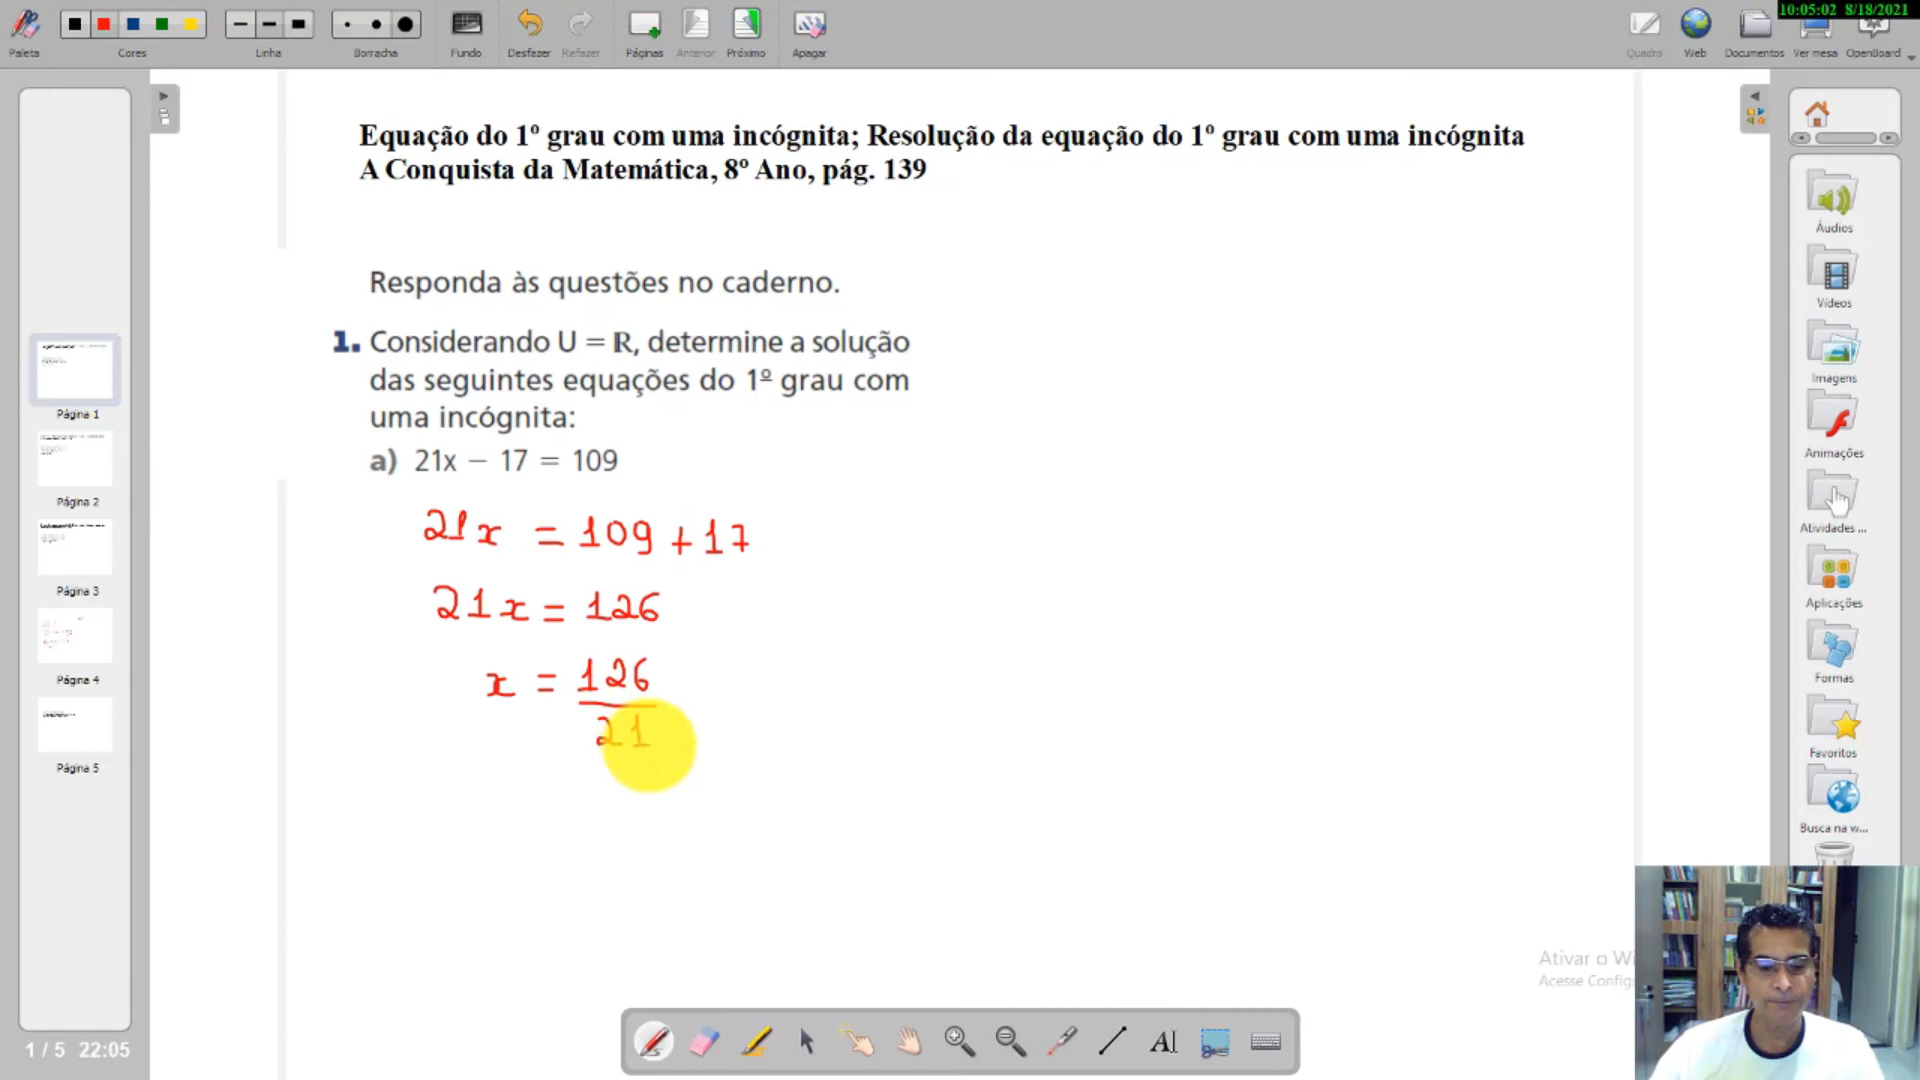 10:05:02 8/18/2021
Paleta
Cores
Linha
Borracha
Fundo
Desfazer
Refazer
Páginas
Anterior
Próximo
Apagar
Quadro
Web
Documentos
Ver mesa
OpenBoard
Equação do 1º grau com uma incógnita; Resolução da equação do 1º grau com uma incógnita
A Conquista da Matemática, 8º Ano, pág. 139
Responda às questões no caderno.
1. Considerando U = ℝ, determine a solução
das seguintes equações do 1º grau com
uma incógnita:
a) 21x − 17 = 109
21x = 109 + 17
21x = 126
x = 126
21
Página 1
Página 2
Página 3
Página 4
Página 5
1 / 5 22:05
Áudios
Vídeos
Imagens
Animações
Atividades ...
Aplicações
Formas
Favoritos
Busca na w...
Ativar o W
Acesse Config